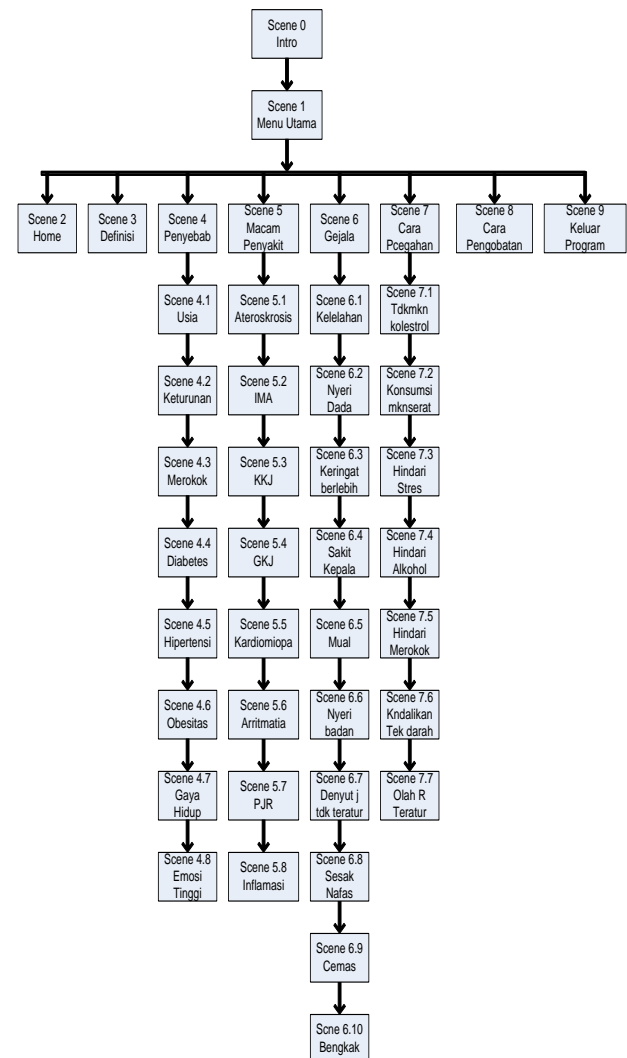 Scene 0
Intro
Scene 1
Menu Utama
Scene 2
Home
Scene 3
Definisi
Scene 4
Penyebab
Scene 5
Macam
Penyakit
Scene 6
Gejala
Scene 7
Cara
Pcegahan
Scene 8
Cara
Pengobatan
Scene 9
Keluar
Program
Scene 4.1
Usia
Scene 5.1
Ateroskrosis
Scene 6.1
Kelelahan
Scene 7.1
Tdkmkn
kolestrol
Scene 4.2
Keturunan
Scene 5.2
IMA
Scene 6.2
Nyeri
Dada
Scene 7.2
Konsumsi
mknserat
Scene 4.3
Merokok
Scene 5.3
KKJ
Scene 6.3
Keringat
berlebih
Scene 7.3
Hindari
Stres
Scene 4.4
Diabetes
Scene 5.4
GKJ
Scene 6.4
Sakit
Kepala
Scene 7.4
Hindari
Alkohol
Scene 4.5
Hipertensi
Scene 5.5
Kardiomiopa
Scene 6.5
Mual
Scene 7.5
Hindari
Merokok
Scene 4.6
Obesitas
Scene 5.6
Arritmatia
Scene 6.6
Nyeri
badan
Scene 7.6
Kndalikan
Tek darah
Scene 4.7
Gaya
Hidup
Scene 5.7
PJR
Scene 6.7
Denyut j
tdk teratur
Scene 7.7
Olah R
Teratur
Scene 4.8
Emosi
Tinggi
Scene 5.8
Inflamasi
Scene 6.8
Sesak
Nafas
Scene 6.9
Cemas
Scne 6.10
Bengkak